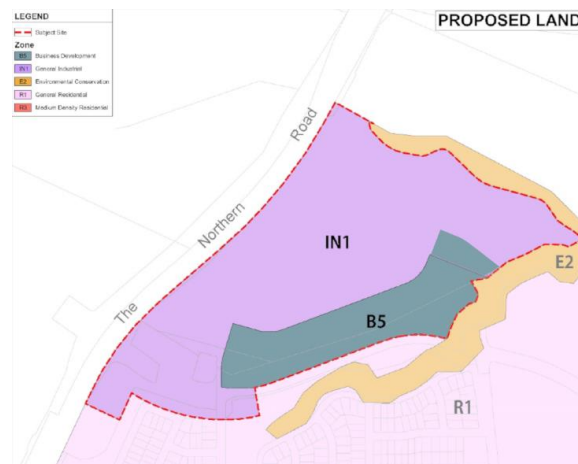 LEGEND
Subject Site
Zone
B5 Business Development
IN1 General Industrial
E2 Environmental Conservation
R1 General Residential
R3 Medium Density Residential
PROPOSED LAND
The Northern Road
IN1
E2
B5
R1